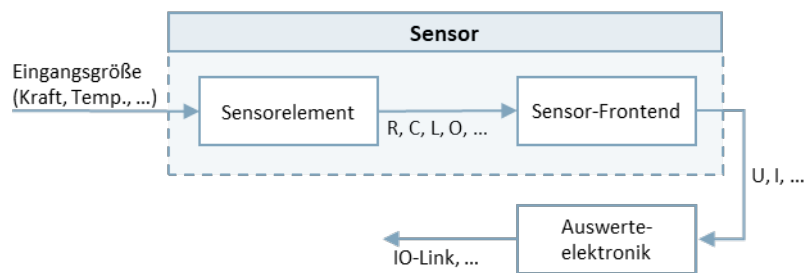 Sensor
Eingangsgröße
(Kraft, Temp., ...)
Sensorelement
R, C, L, O, ...
Sensor-Frontend
U, I, ...
Auswerte-
elektronik
IO-Link, ...